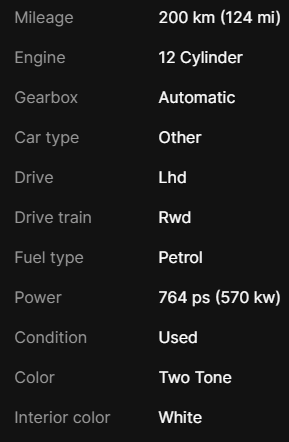 Mileage 200 km (124 mi)
Engine 12 Cylinder
Gearbox Automatic
Car type Other
Drive Lhd
Drive train Rwd
Fuel type Petrol
Power 764 ps (570 kw)
Condition Used
Color Two Tone
Interior color White